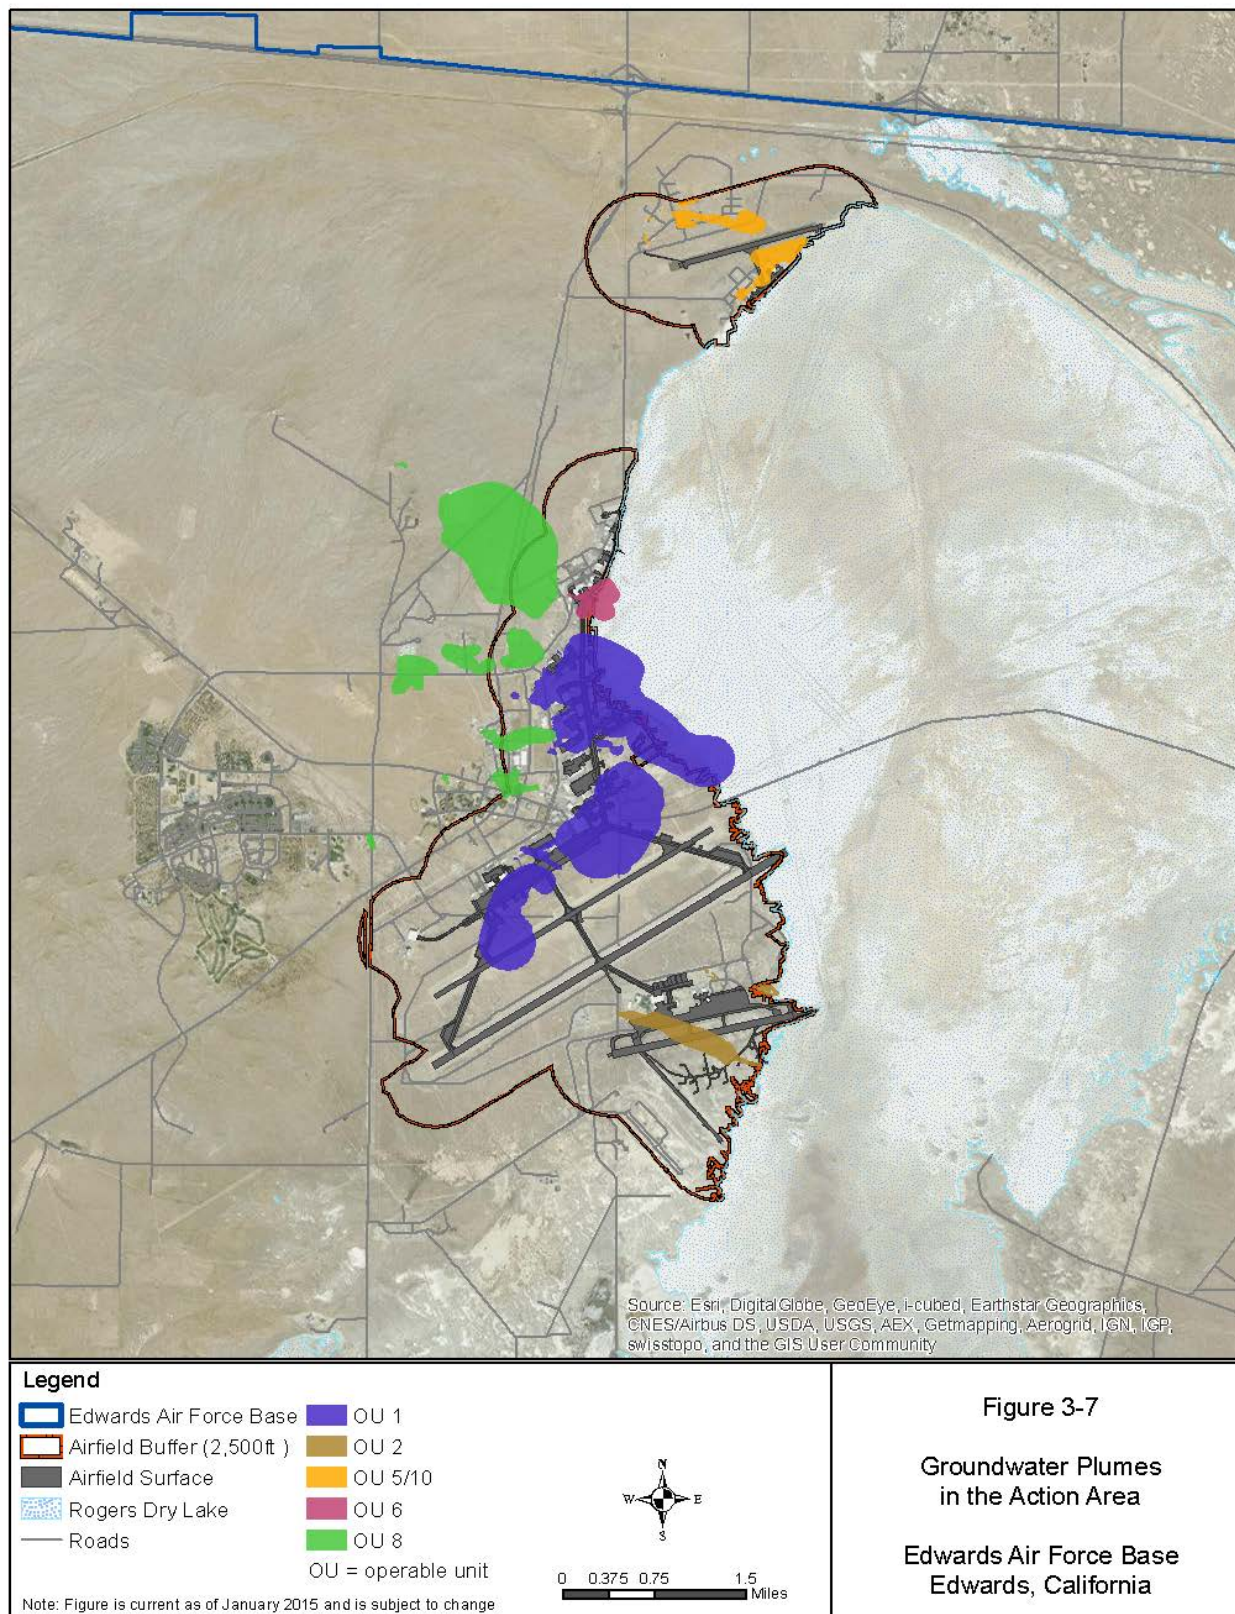 Source: Esri, DigitalGlobe, GeoEye, i-cubed, Earthstar Geographics,
CNES/Airbus DS, USDA, USGS, AEX, Getmapping, Aerogrid, IGN, IGP,
swisstopo, and the GIS User Community
Legend
Edwards Air Force Base
Airfield Buffer (2,500ft )
Airfield Surface
Rogers Dry Lake
Roads
OU 1
OU 2
OU 5/10
OU 6
OU 8
OU = operable unit
Note: Figure is current as of January 2015 and is subject to change
N
W E
S
0 0.375 0.75 1.5
Miles
Figure 3-7
Groundwater Plumes
in the Action Area
Edwards Air Force Base
Edwards, California